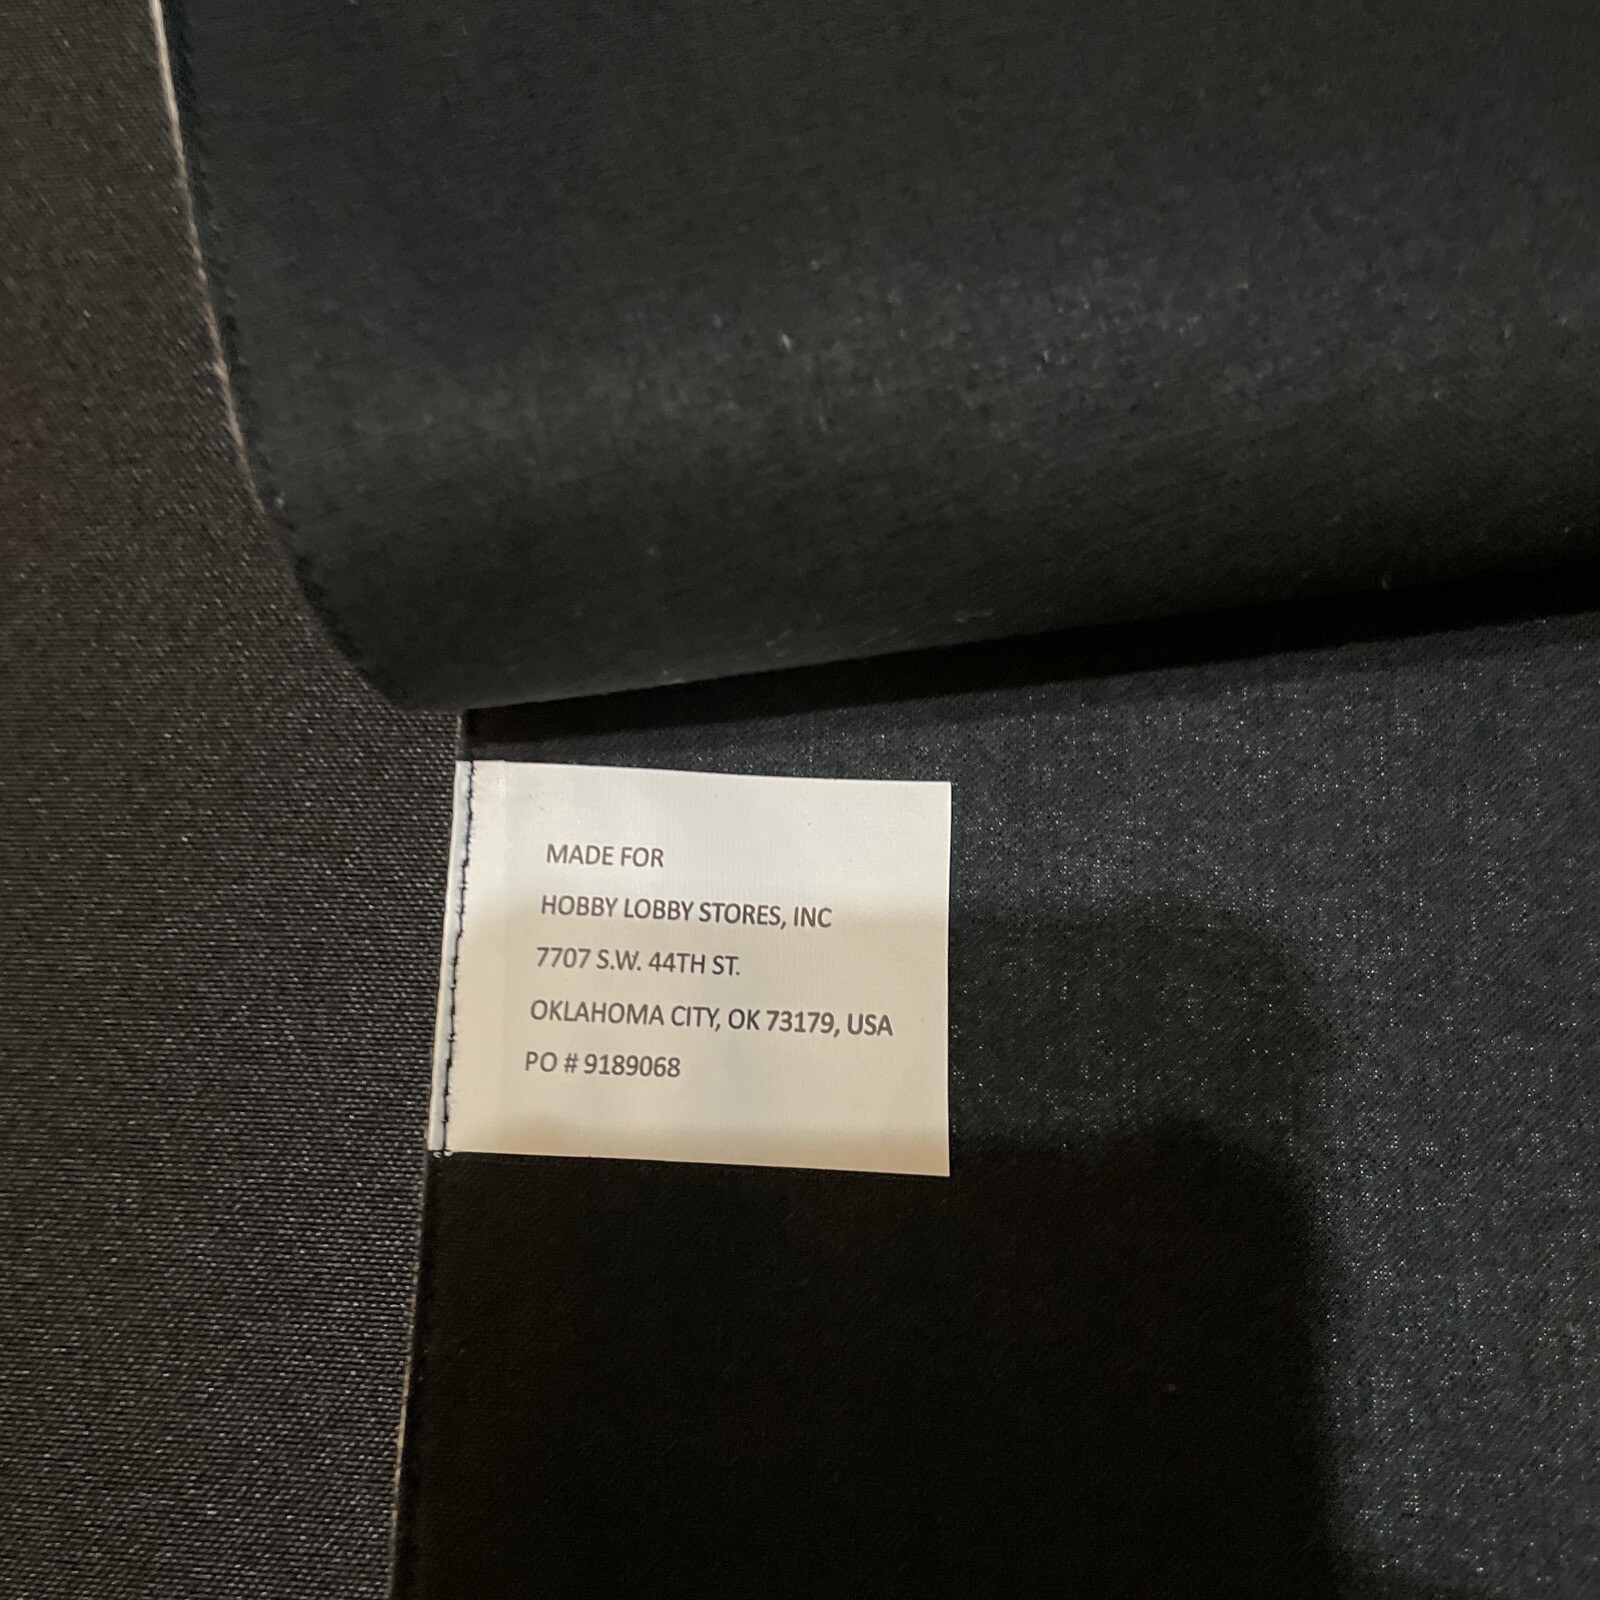 MADE FOR
HOBBY LOBBY STORES, INC
7707 S.W. 44TH ST.
OKLAHOMA CITY, OK 73179, USA
PO # 9189068